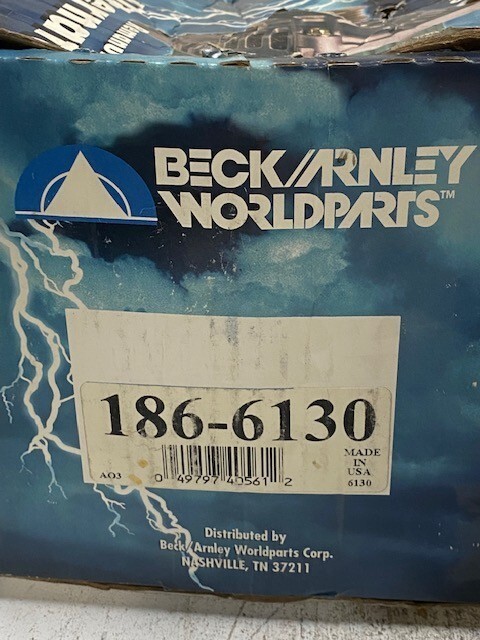 BECK/ARNLEY
WORLDPARTS™
186-6130
MADE
IN
USA
6130
AO3
0 49797 40561 2
Distributed by
Beck/Arnley Worldparts Corp.
NASHVILLE, TN 37211